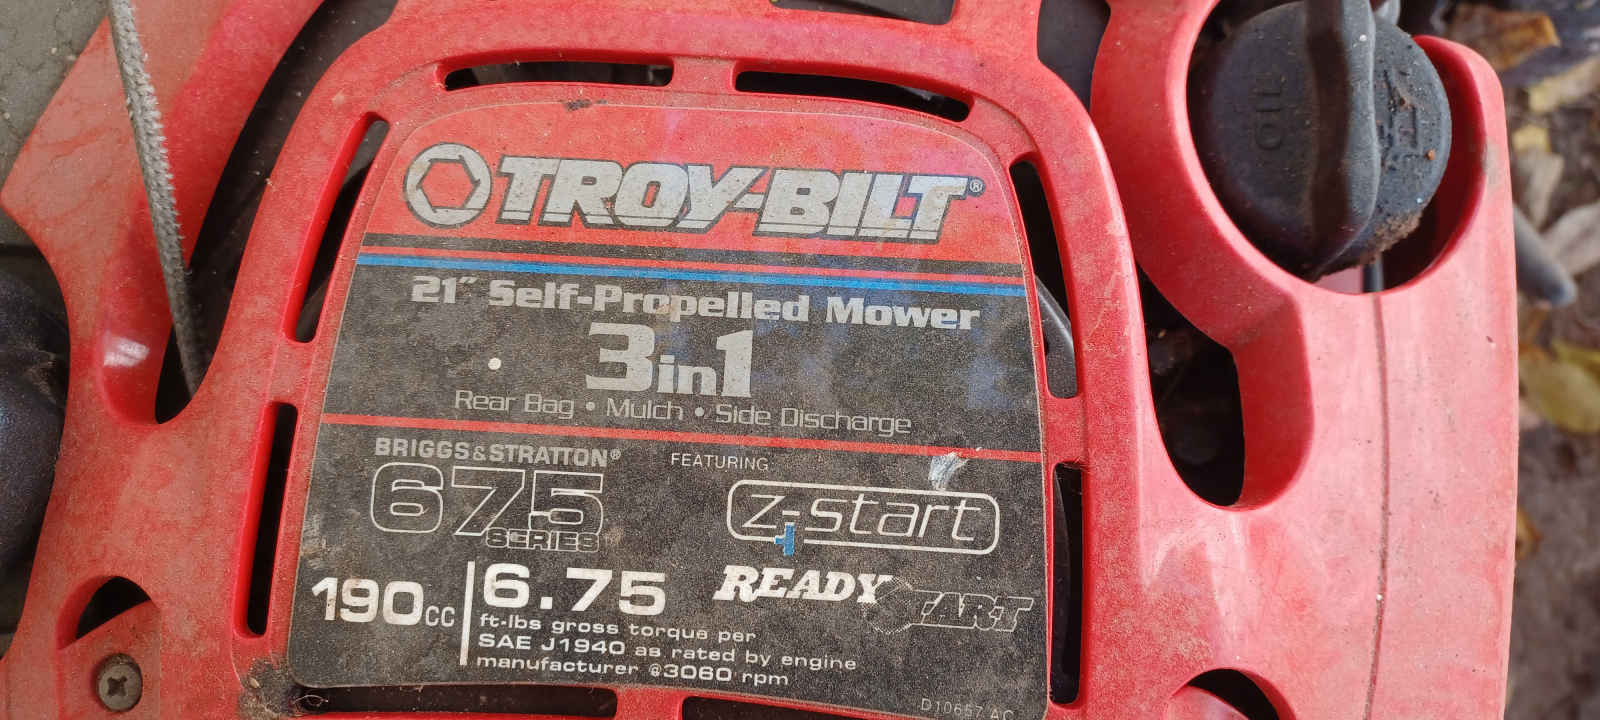 TROY-BILT®
21" Self-Propelled Mower
3in1
Rear Bag • Mulch • Side Discharge
BRIGGS&STRATTON®
675
SERIES
FEATURING
z-start
READY START
190cc
6.75
ft-lbs gross torque per
SAE J1940 as rated by engine
manufacturer @3060 rpm
D10657 AC
OIL